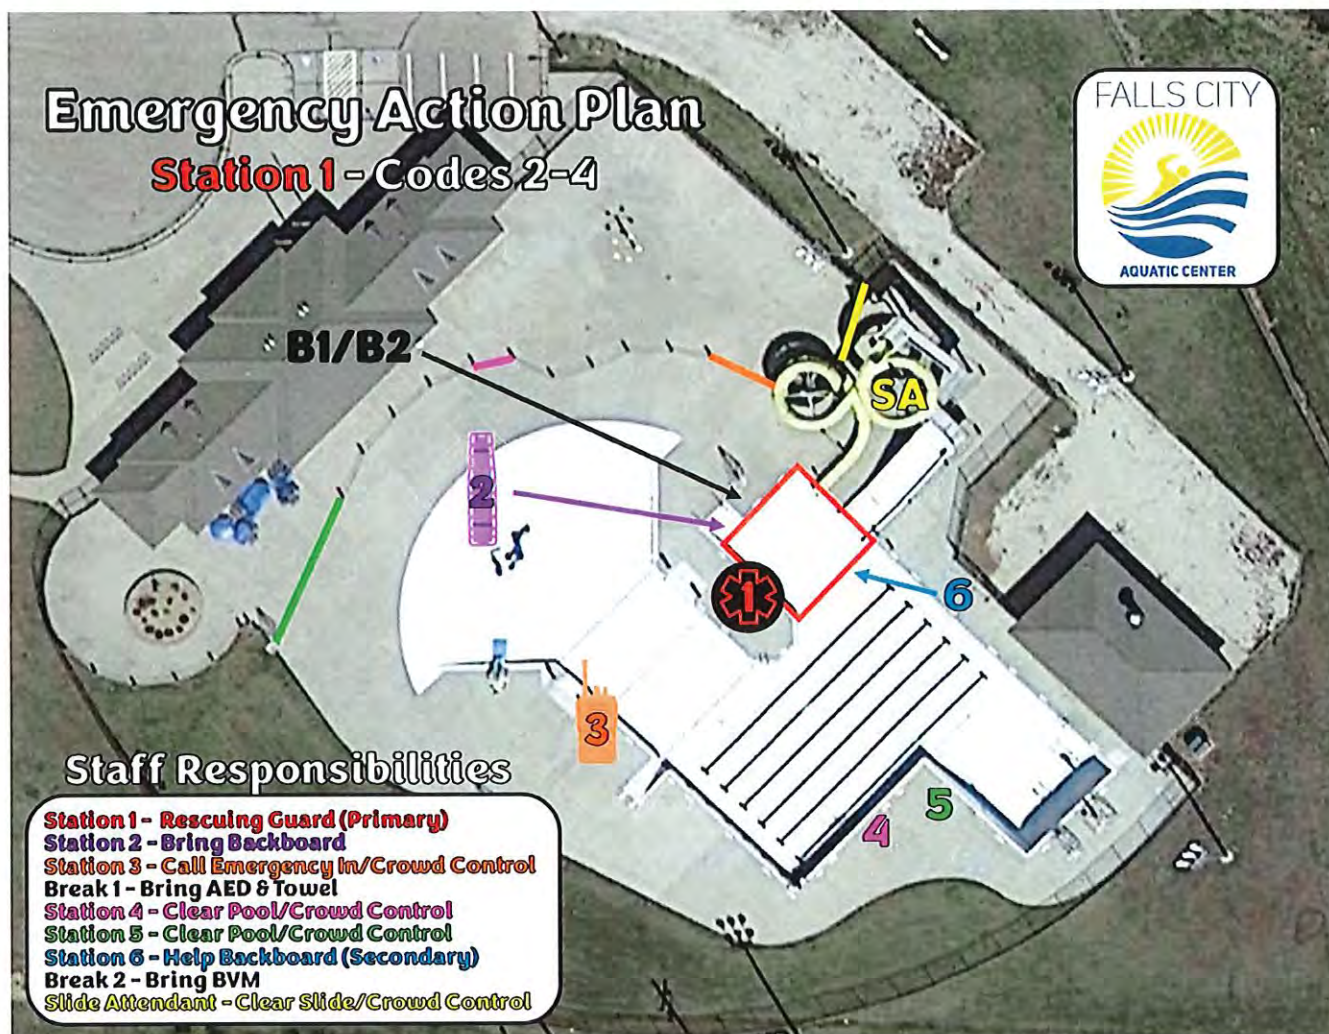 Emergency Action Plan
Station 1 - Codes 2-4
FALLS CITY
AQUATIC CENTER
B1/B2
SA
2
1
6
3
5
4
Staff Responsibilities
Station 1 - Rescuing Guard (Primary)
Station 2 - Bring Backboard
Station 3 - Call Emergency In/Crowd Control
Break 1 - Bring AED & Towel
Station 4 - Clear Pool/Crowd Control
Station 5 - Clear Pool/Crowd Control
Station 6 - Help Backboard (Secondary)
Break 2 - Bring BVM
Slide Attendant - Clear Slide/Crowd Control